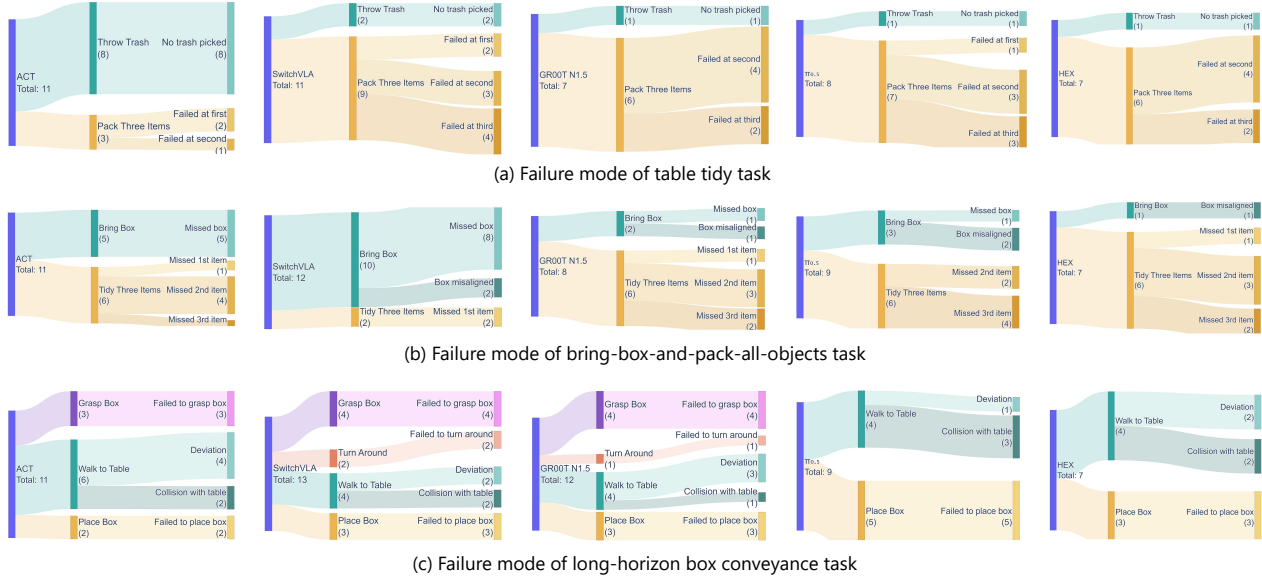 ACT
Total: 11
Throw Trash
(8)
No trash picked
(8)
Pack Three Items
(3)
Failed at first
(2)
Failed at second
(1)
SwitchVLA
Total: 11
Throw Trash
(2)
No trash picked
(2)
Pack Three Items
(9)
Failed at first
(2)
Failed at second
(3)
Failed at third
(4)
GR00T N1.5
Total: 7
Throw Trash
(1)
No trash picked
(1)
Pack Three Items
(6)
Failed at second
(4)
Failed at third
(2)
π0.5
Total: 8
Throw Trash
(1)
No trash picked
(1)
Pack Three Items
(7)
Failed at first
(1)
Failed at second
(3)
Failed at third
(3)
HEX
Total: 7
Throw Trash
(1)
No trash picked
(1)
Pack Three Items
(6)
Failed at second
(4)
Failed at third
(2)
(a) Failure mode of table tidy task
ACT
Total: 11
Bring Box
(5)
Missed box
(5)
Tidy Three Items
(6)
Missed 1st item
(1)
Missed 2nd item
(4)
Missed 3rd item
SwitchVLA
Total: 12
Bring Box
(10)
Missed box
(8)
Box misaligned
(2)
Tidy Three Items
(2)
Missed 1st item
(2)
GR00T N1.5
Total: 8
Bring Box
(2)
Missed box
(1)
Box misaligned
(1)
Tidy Three Items
(6)
Missed 1st item
(1)
Missed 2nd item
(3)
Missed 3rd item
(2)
π0.5
Total: 9
Bring Box
(3)
Missed box
(1)
Box misaligned
(2)
Tidy Three Items
(6)
Missed 2nd item
(2)
Missed 3rd item
(4)
HEX
Total: 7
Bring Box
(1)
Box misaligned
(1)
Tidy Three Items
(6)
Missed 1st item
(1)
Missed 2nd item
(3)
Missed 3rd item
(2)
(b) Failure mode of bring-box-and-pack-all-objects task
ACT
Total: 11
Grasp Box
(3)
Failed to grasp box
(3)
Walk to Table
(6)
Deviation
(4)
Collision with table
(2)
Place Box
(2)
Failed to place box
(2)
SwitchVLA
Total: 13
Grasp Box
(4)
Failed to grasp box
(4)
Turn Around
(2)
Failed to turn around
(2)
Walk to Table
(4)
Deviation
(2)
Collision with table
(2)
Place Box
(3)
Failed to place box
(3)
GR00T N1.5
Total: 12
Grasp Box
(4)
Failed to grasp box
(4)
Turn Around
(1)
Failed to turn around
(1)
Walk to Table
(4)
Deviation
(3)
Collision with table
(1)
Place Box
(3)
Failed to place box
(3)
π0.5
Total: 9
Walk to Table
(4)
Deviation
(1)
Collision with table
(3)
Place Box
(5)
Failed to place box
(5)
HEX
Total: 7
Walk to Table
(4)
Deviation
(2)
Collision with table
(2)
Place Box
(3)
Failed to place box
(3)
(c) Failure mode of long-horizon box conveyance task